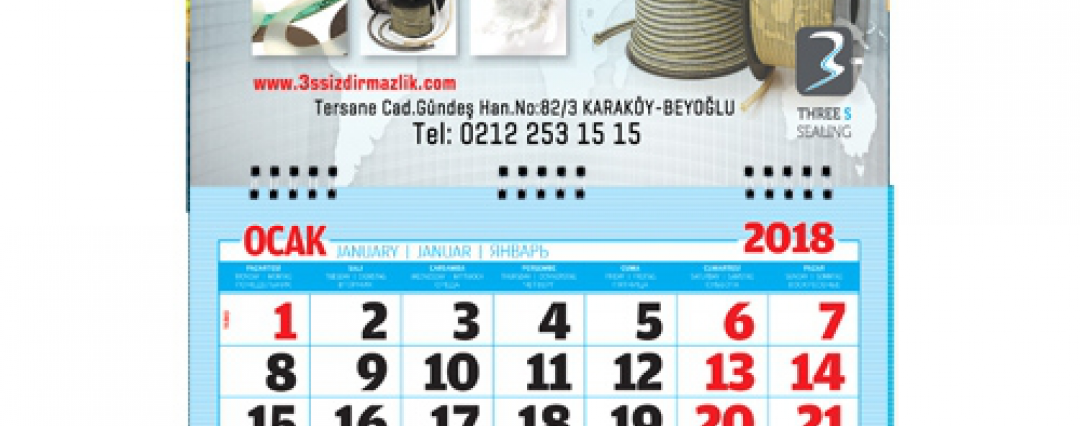 www.3ssizdirmazlik.com
Tersane Cad.Gündeş Han.No:82/3 KARAKÖY-BEYOĞLU
Tel: 0212 253 15 15
THREE S
SEALING
OCAK JANUARY | JANUAR | ЯНВАРЬ 2018
PAZARTESİ SALI ÇARŞAMBA PERŞEMBE CUMA CUMARTESİ PAZAR
1 2 3 4 5 6 7
8 9 10 11 12 13 14
15 16 17 18 19 20 21